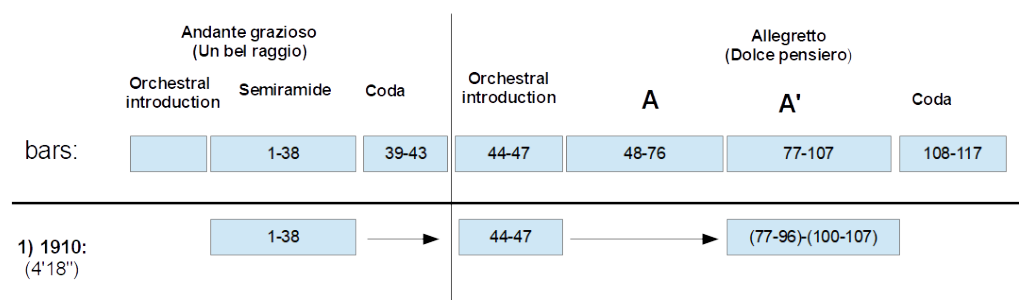 Andante grazioso
(Un bel raggio)
Allegretto
(Dolce pensiero)
Orchestral
introduction
Semiramide
Coda
Orchestral
introduction
A
A'
Coda
bars:
1-38
39-43
44-47
48-76
77-107
108-117
1) 1910:
(4'18")
1-38
44-47
(77-96)-(100-107)